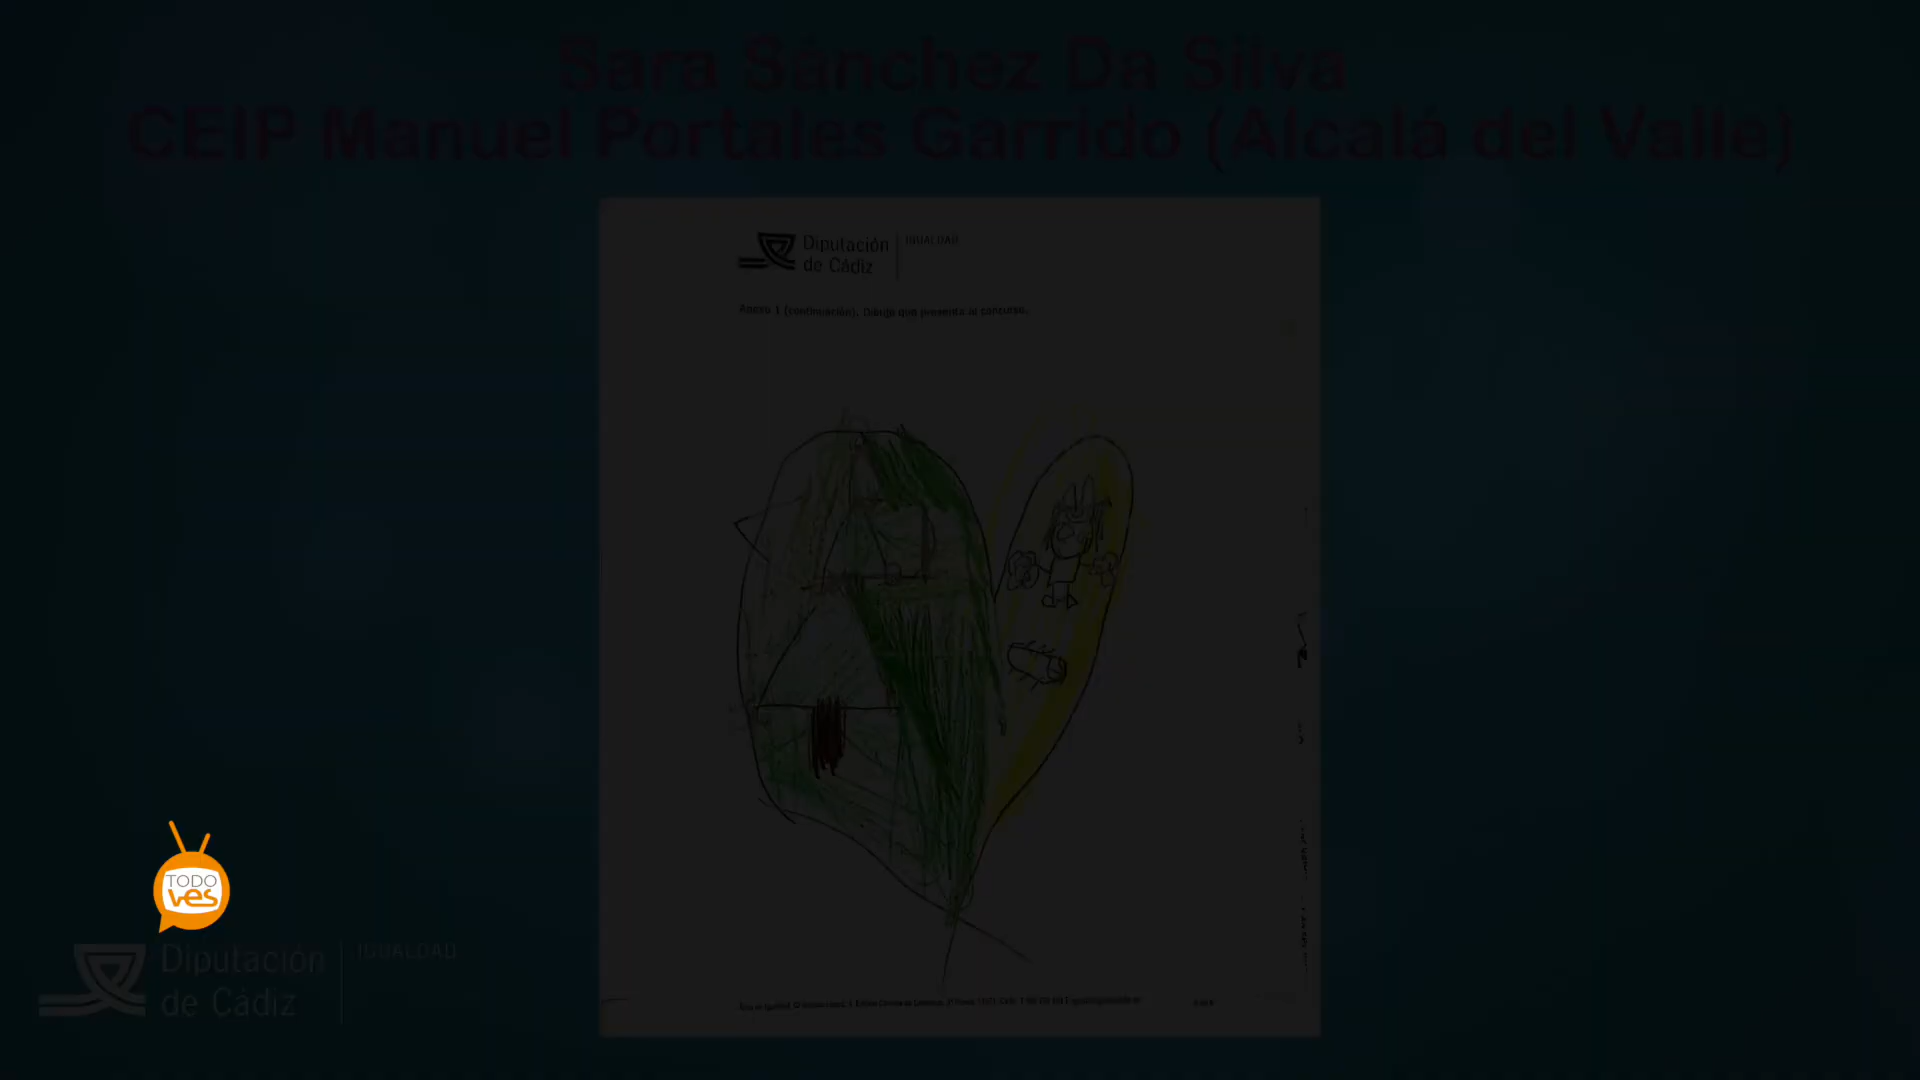 Sara Sánchez Da Silva
CEIP Manuel Portales Garrido (Alcalá del Valle)
Diputación
de Cádiz
IGUALDAD
Anexo 1 (continuación). Dibujo que presenta al concurso.
TODO
ves
Diputación
de Cádiz
IGUALDAD